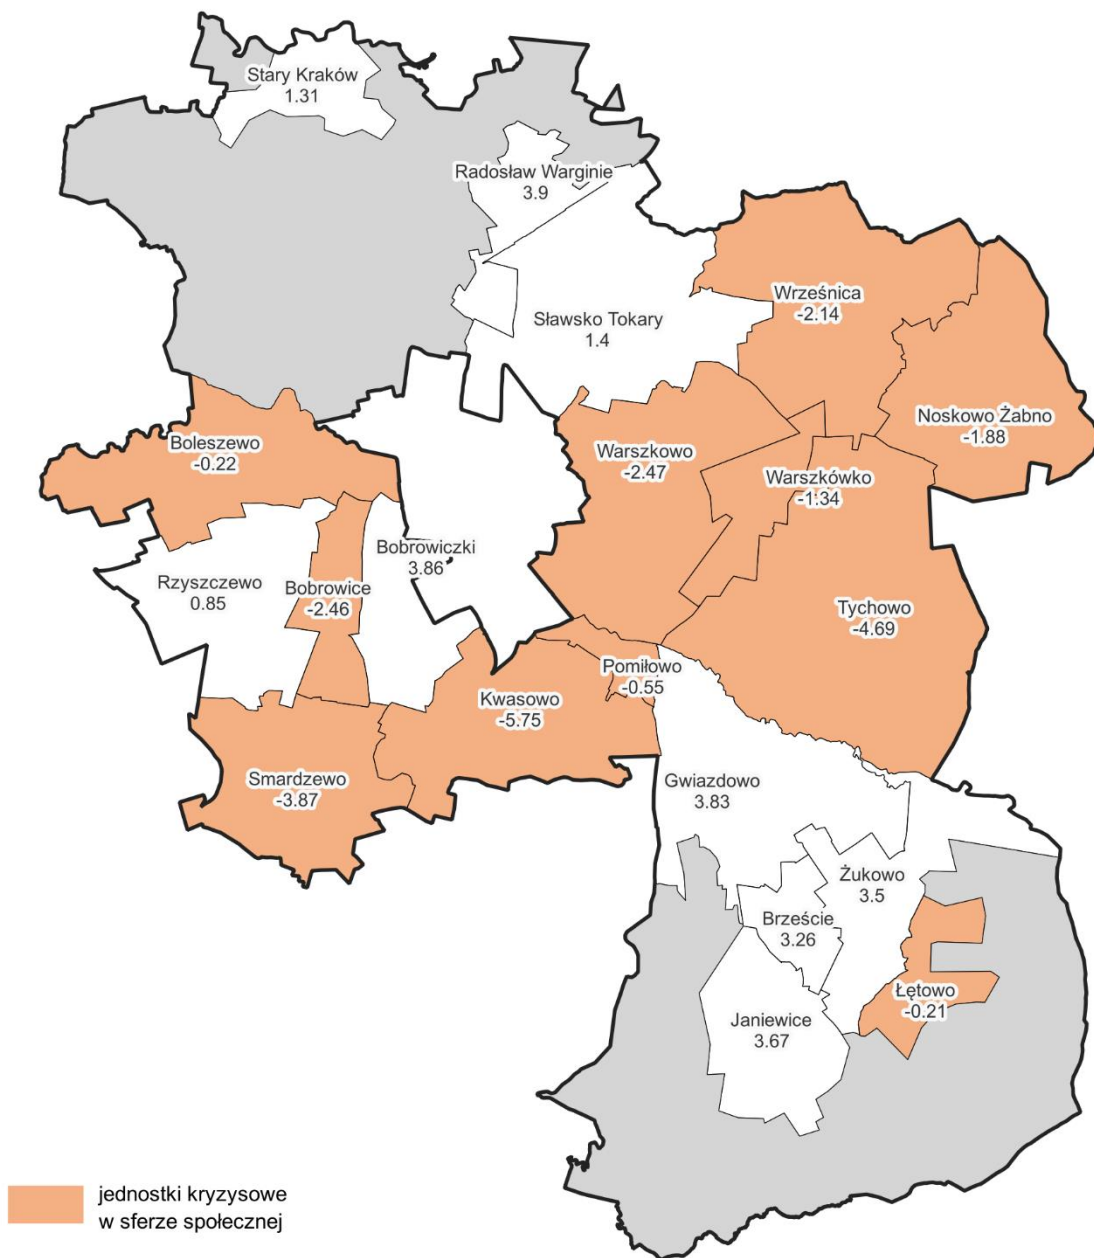 Stary Kraków
1.31
Radosław Warginie
3.9
Wrześnica
-2.14
Sławsko Tokary
1.4
Noskowo Żabno
-1.88
Boleszewo
-0.22
Warszkowo
-2.47
Warszkówko
-1.34
Bobrowiczki
3.86
Rzyszczewo
0.85
Bobrowice
-2.46
Tychowo
-4.69
Pomiłowo
-0.55
Kwasowo
-5.75
Smardzewo
-3.87
Gwiazdowo
3.83
Żukowo
3.5
Brzeście
3.26
Łętowo
-0.21
Janiewice
3.67
jednostki kryzysowe
w sferze społecznej